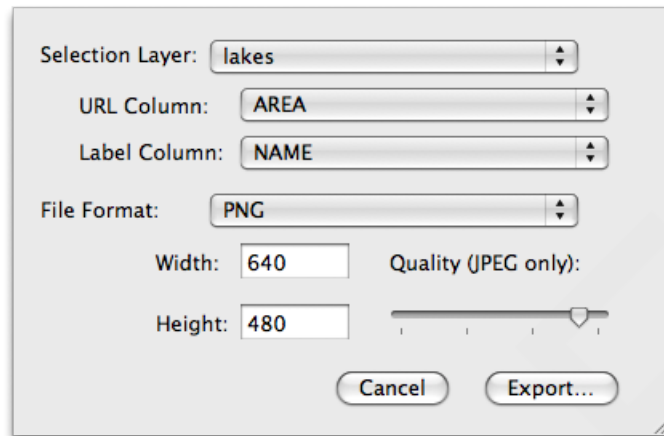 Selection Layer: lakes
URL Column: AREA
Label Column: NAME
File Format: PNG
Width: 640 Quality (JPEG only):
Height: 480
Cancel Export...